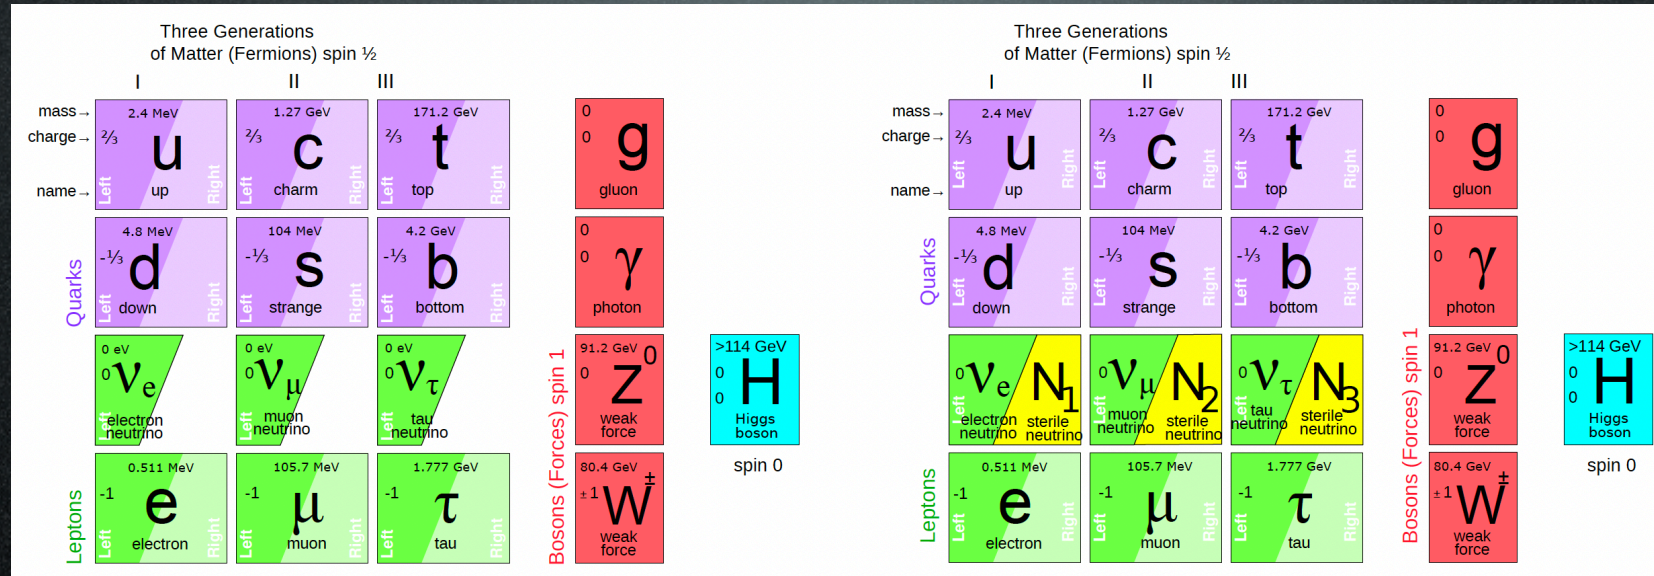 Three Generations
of Matter (Fermions) spin ½
I II III
mass→
charge→
name→
2.4 MeV
⅔
u
Left
up
Right
1.27 GeV
⅔
c
Left
charm
Right
171.2 GeV
⅔
t
Left
top
Right
0
0
g
gluon
Quarks
4.8 MeV
-⅓
d
Left
down
Right
104 MeV
-⅓
s
Left
strange
Right
4.2 GeV
-⅓
b
Left
bottom
Right
0
0
γ
photon
0 eV
0
νe
Left
electron
neutrino
0 eV
0
νμ
Left
muon
neutrino
0 eV
0
ντ
Left
tau
neutrino
Bosons (Forces) spin 1
91.2 GeV
0
Z0
weak
force
>114 GeV
0
0
H
Higgs
boson
spin 0
Leptons
0.511 MeV
-1
e
Left
electron
Right
105.7 MeV
-1
μ
Left
muon
Right
1.777 GeV
-1
τ
Left
tau
Right
80.4 GeV
±1
W±
weak
force
Three Generations
of Matter (Fermions) spin ½
I II III
mass→
charge→
name→
2.4 MeV
⅔
u
Left
up
Right
1.27 GeV
⅔
c
Left
charm
Right
171.2 GeV
⅔
t
Left
top
Right
0
0
g
gluon
Quarks
4.8 MeV
-⅓
d
Left
down
Right
104 MeV
-⅓
s
Left
strange
Right
4.2 GeV
-⅓
b
Left
bottom
Right
0
0
γ
photon
0
νe
Left
electron
neutrino
N1
sterile
neutrino
0
νμ
Left
muon
neutrino
N2
sterile
neutrino
0
ντ
Left
tau
neutrino
N3
sterile
neutrino
Bosons (Forces) spin 1
91.2 GeV
0
Z0
weak
force
>114 GeV
0
0
H
Higgs
boson
spin 0
Leptons
0.511 MeV
-1
e
Left
electron
Right
105.7 MeV
-1
μ
Left
muon
Right
1.777 GeV
-1
τ
Left
tau
Right
80.4 GeV
±1
W±
weak
force